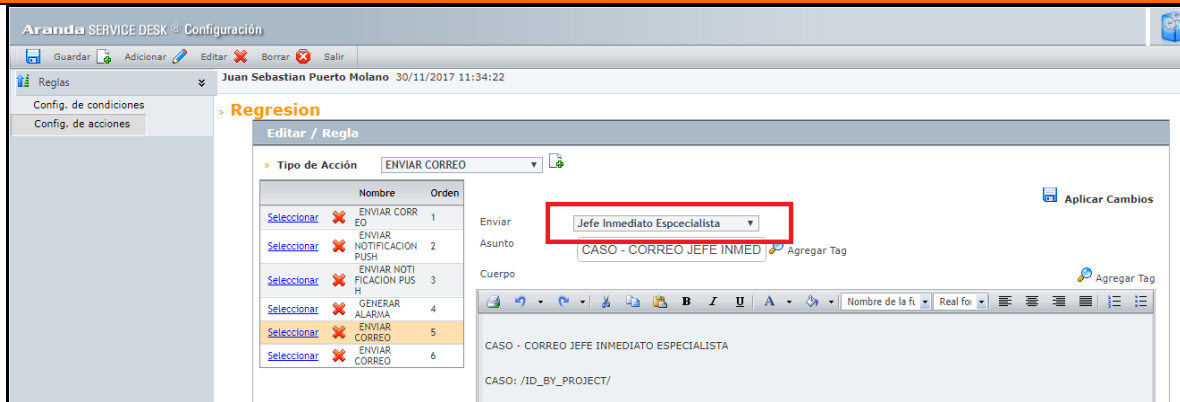 Aranda SERVICE DESK ® Configuración
Guardar Adicionar Editar Borrar Salir
Reglas
Config. de condiciones
Config. de acciones
Juan Sebastian Puerto Molano 30/11/2017 11:34:22
» Regresion
Editar / Regla
» Tipo de Acción ENVIAR CORREO
Nombre Orden
Seleccionar ENVIAR CORR
EO 1
Seleccionar ENVIAR
NOTIFICACION 2
PUSH
Seleccionar ENVIAR NOTI
FICACION PUS 3
H
Seleccionar GENERAR
ALARMA 4
Seleccionar ENVIAR
CORREO 5
Seleccionar ENVIAR
CORREO 6
Aplicar Cambios
Enviar Jefe Inmediato Espcecialista
Asunto CASO - CORREO JEFE INMED Agregar Tag
Cuerpo Agregar Tag
B I U A Nombre de la fu Real for
CASO - CORREO JEFE INMEDIATO ESPECIALISTA
CASO: /ID_BY_PROJECT/